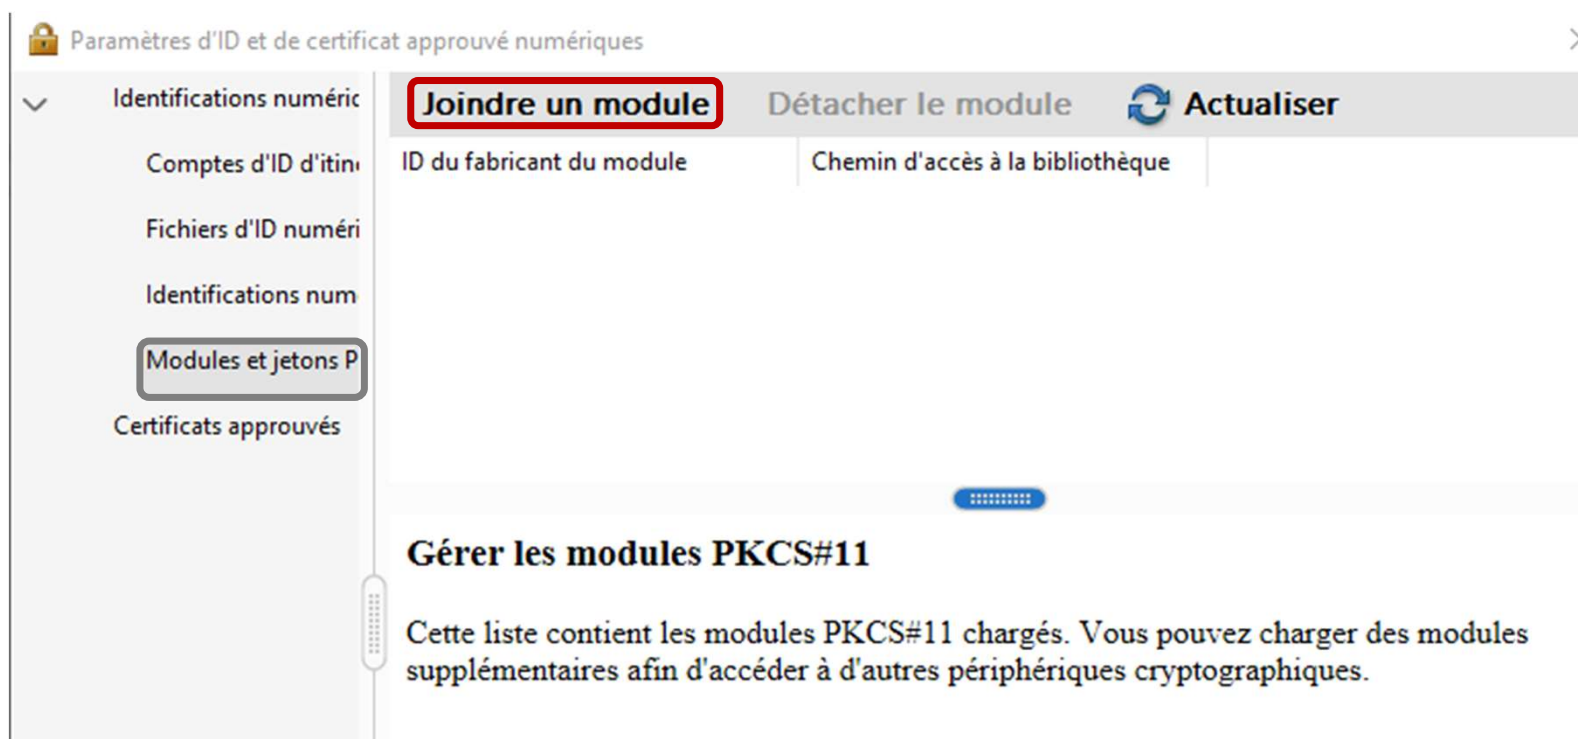 Paramètres d'ID et de certificat approuvé numériques
Identifications numéric
Comptes d'ID d'itin
Fichiers d'ID numéri
Identifications num
Modules et jetons P
Certificats approuvés
Joindre un module Détacher le module Actualiser
ID du fabricant du module Chemin d'accès à la bibliothèque
Gérer les modules PKCS#11
Cette liste contient les modules PKCS#11 chargés. Vous pouvez charger des modules
supplémentaires afin d'accéder à d'autres périphériques cryptographiques.